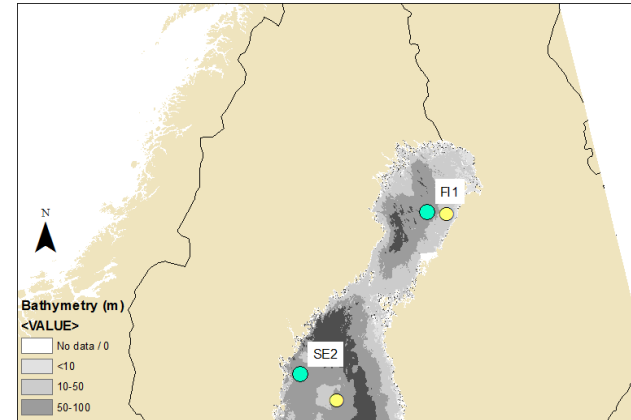 FI1
N
Bathymetry (m)
<VALUE>
No data / 0
<10
10-50
SE2
50-100